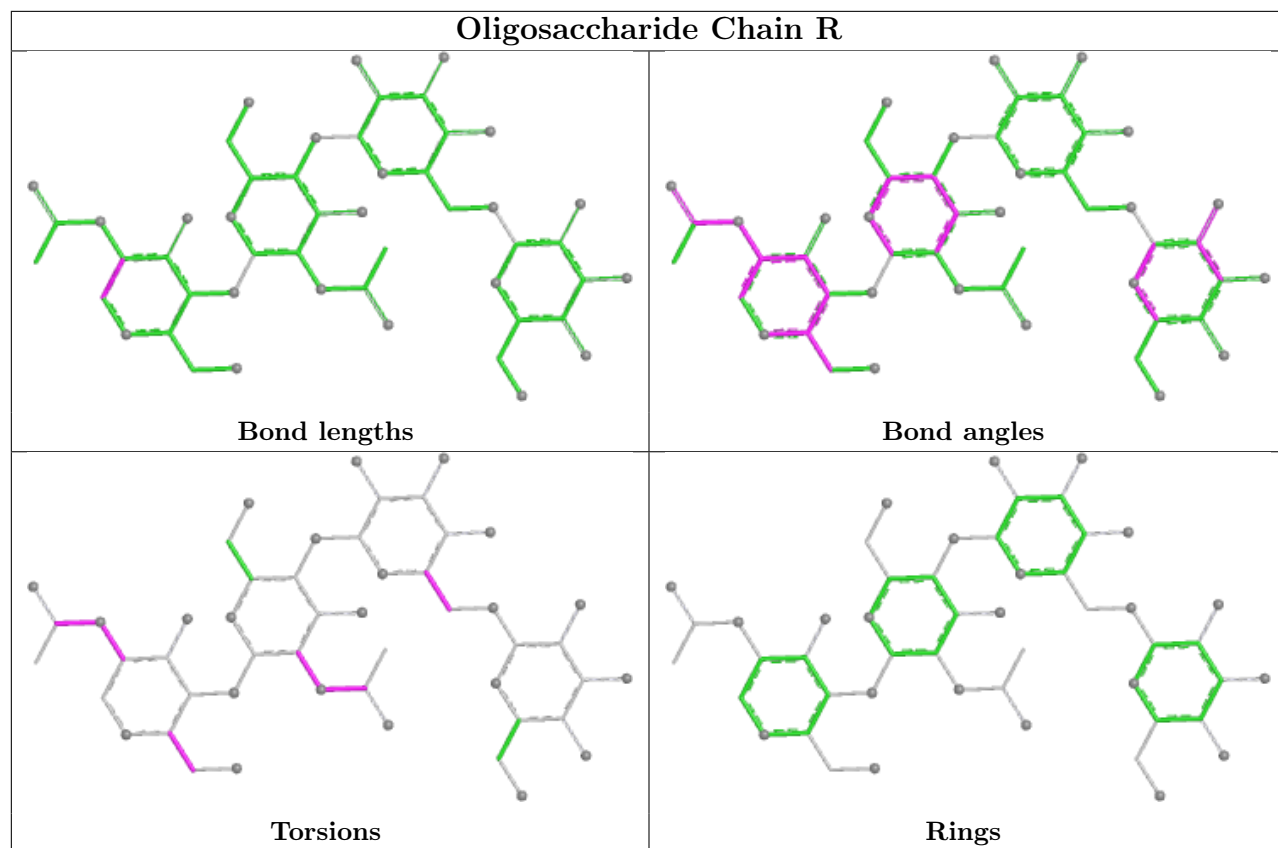 Oligosaccharide Chain R
Bond lengths
Bond angles
Torsions
Rings